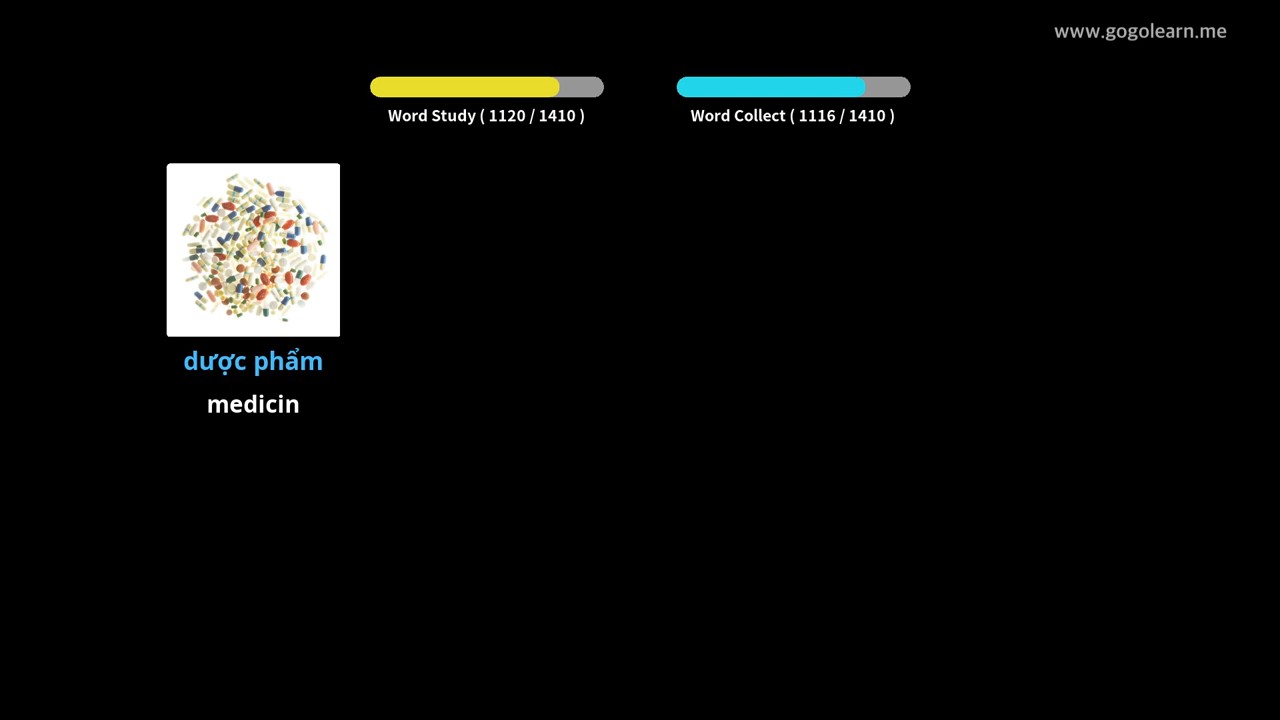 www.gogolearn.me
Word Study ( 1120 / 1410 )
Word Collect ( 1116 / 1410 )
dược phẩm
medicin